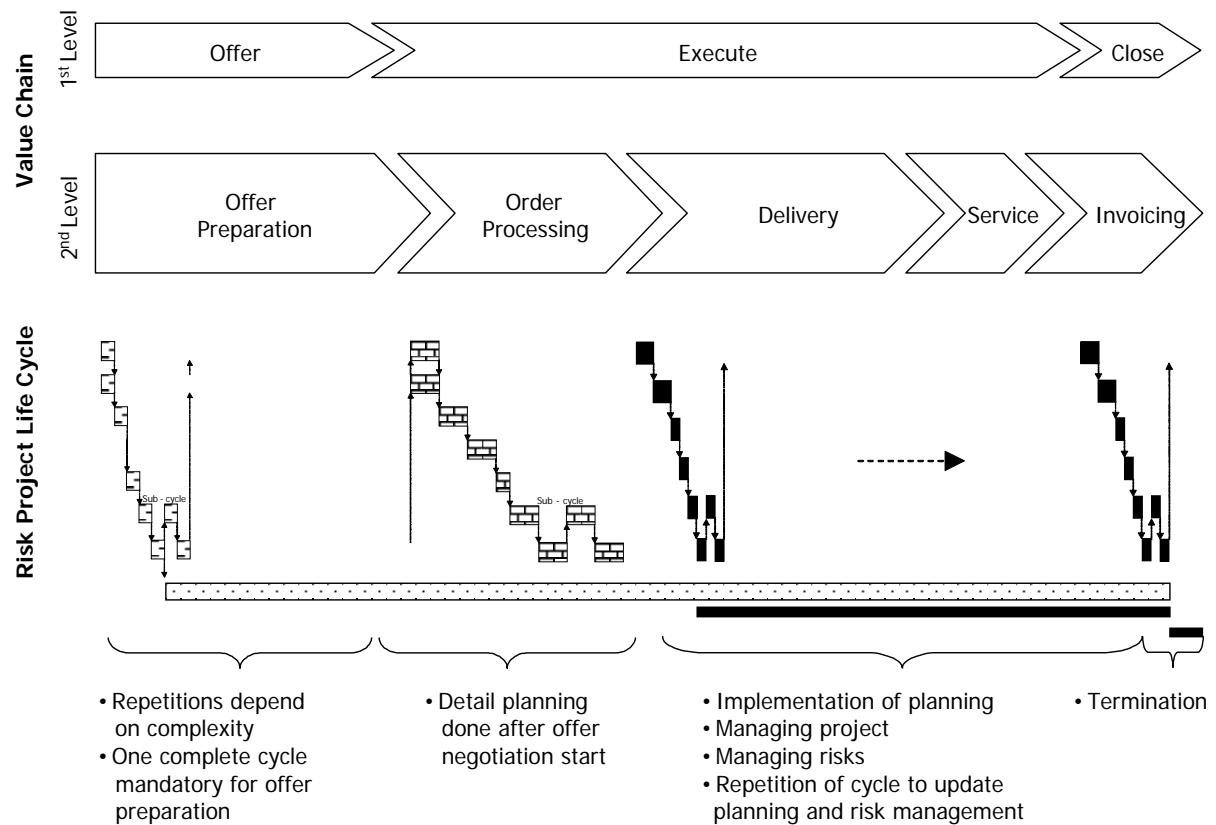 Value Chain
1st Level
Offer
Execute
Close
2nd Level
Offer
Preparation
Order
Processing
Delivery
Service
Invoicing
Risk Project Life Cycle
Sub - cycle
Sub - cycle
• Repetitions depend
on complexity
• One complete cycle
mandatory for offer
preparation
• Detail planning
done after offer
negotiation start
• Implementation of planning
• Managing project
• Managing risks
• Repetition of cycle to update
planning and risk management
• Termination